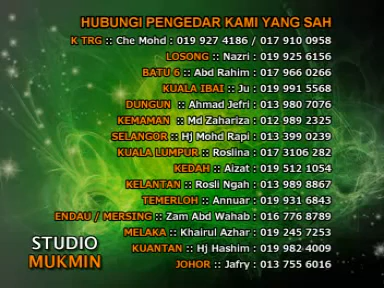 HUBUNGI PENGEDAR KAMI YANG SAH
K TRG :: Che Mohd : 019 927 4186 / 017 910 0958
LOSONG :: Nazri : 019 925 6156
BATU 6 :: Abd Rahim : 017 966 0266
KUALA IBAI :: Ju : 019 991 5568
DUNGUN :: Ahmad Jefri : 013 980 7076
KEMAMAN :: Md Zahariza : 012 989 2325
SELANGOR :: Hj Mohd Rapi : 013 399 0239
KUALA LUMPUR :: Roslina : 017 3106 282
KEDAH :: Aizat : 019 512 1054
KELANTAN :: Rosli Ngah : 013 989 8867
TEMERLOH :: Annuar : 019 931 6843
ENDAU / MERSING :: Zam Abd Wahab : 016 776 8789
MELAKA :: Khairul Azhar : 019 245 7253
KUANTAN :: Hj Hashim : 019 982 4009
JOHOR :: Jafry : 013 755 6016
STUDIO
MUKMIN